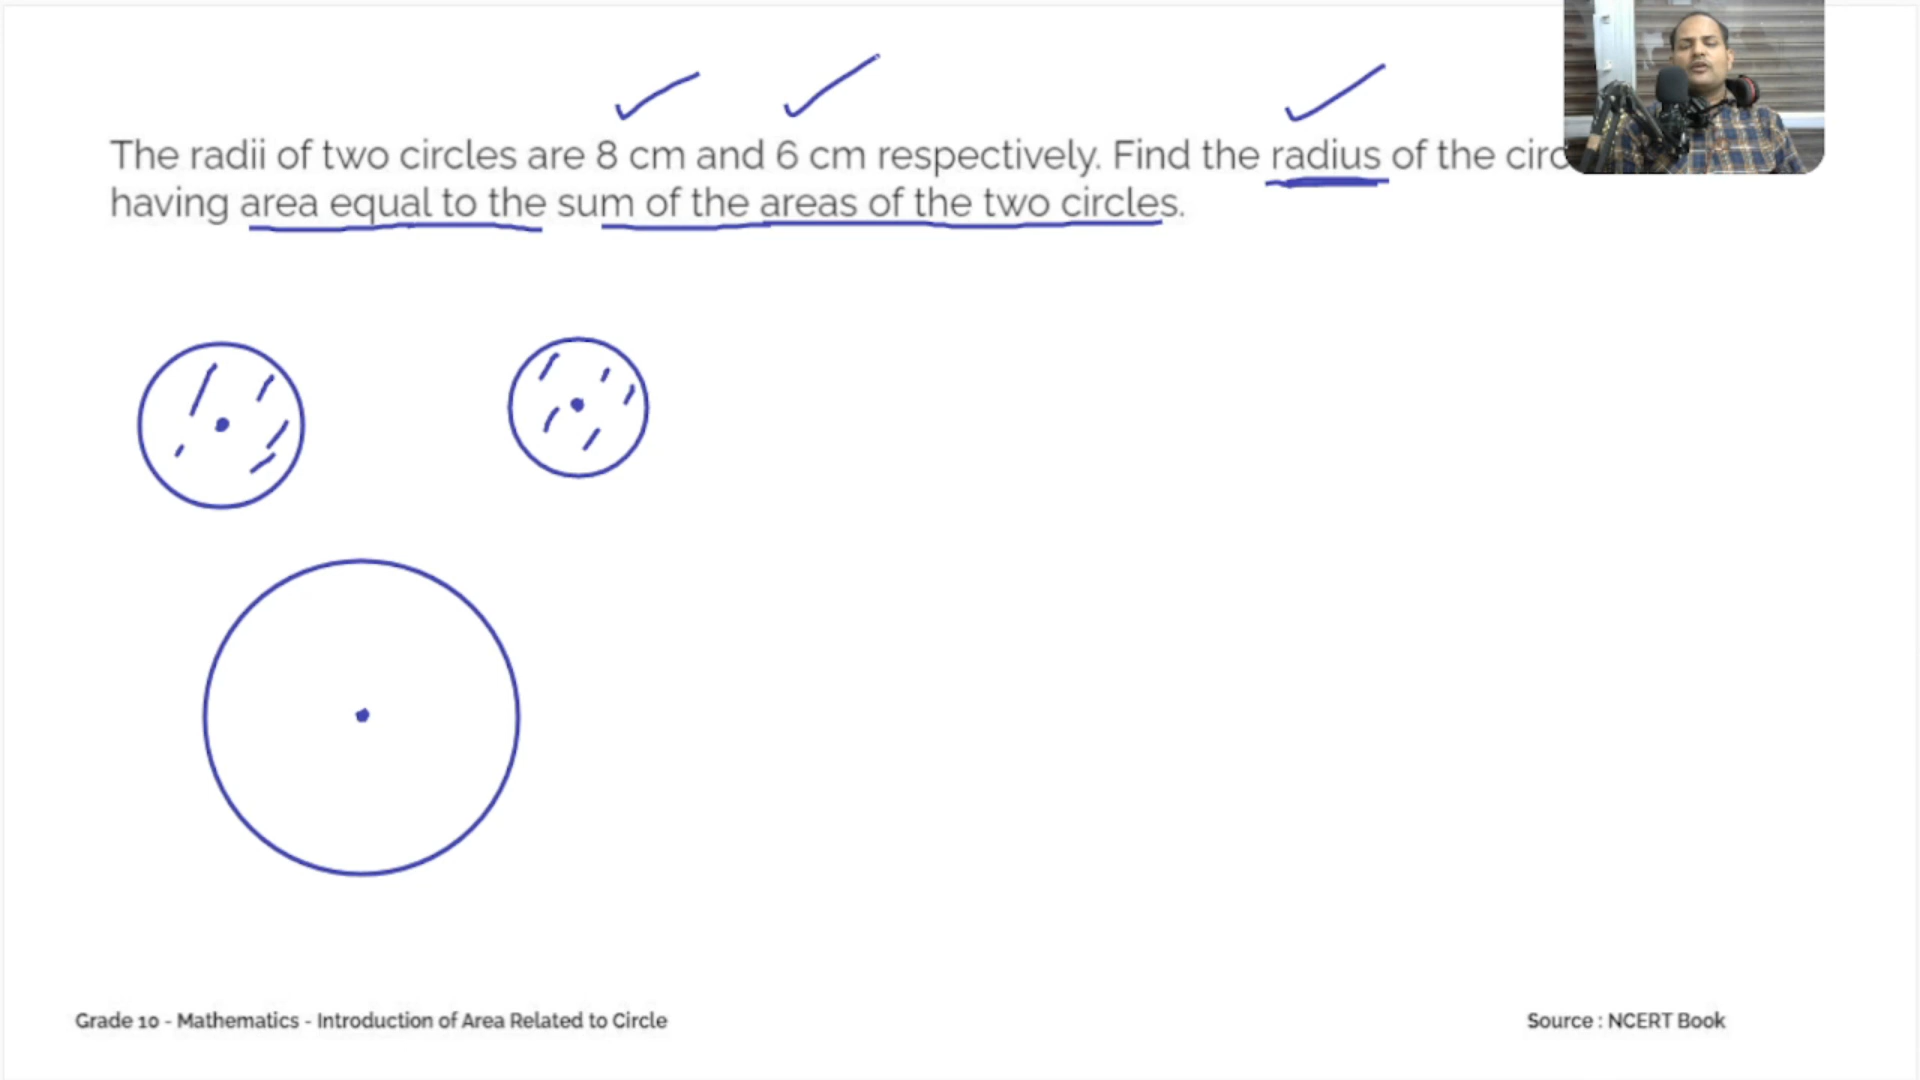 The radii of two circles are 8 cm and 6 cm respectively. Find the radius of the
having area equal to the sum of the areas of the two circles.
Grade 10 - Mathematics - Introduction of Area Related to Circle
Source : NCERT Book